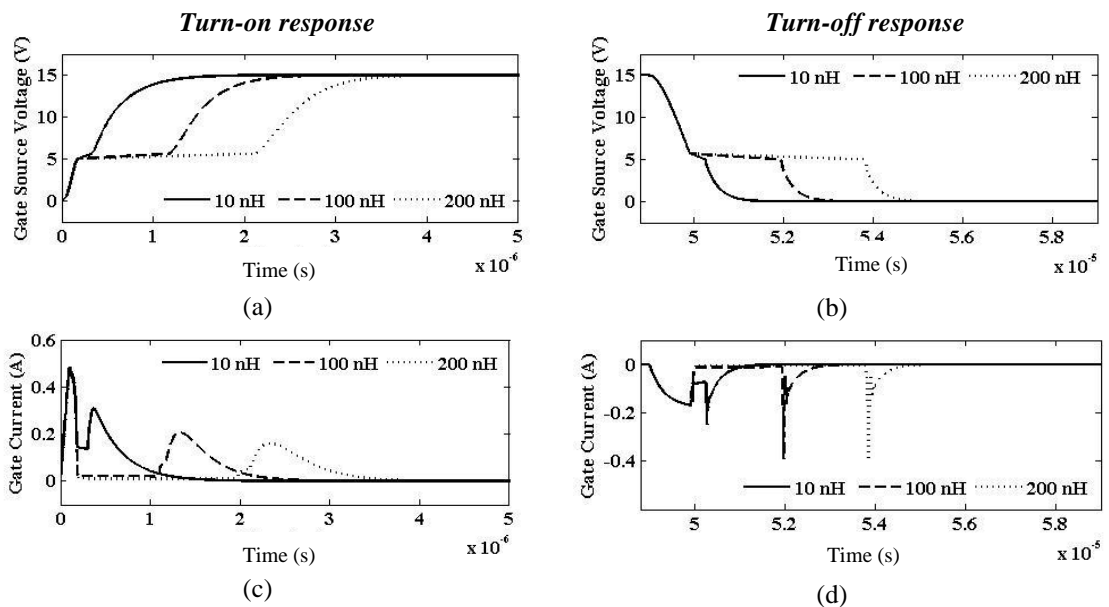 Turn-on response
Turn-off response
Gate Source Voltage (V)
15
10
5
0
10 nH
100 nH
200 nH
0
1
2
3
4
5
Time (s)
x 10⁻⁶
(a)
Gate Source Voltage (V)
15
10
5
0
10 nH
100 nH
200 nH
5
5.2
5.4
5.6
5.8
Time (s)
x 10⁻⁵
(b)
Gate Current (A)
0.6
0.4
0.2
0
10 nH
100 nH
200 nH
0
1
2
3
4
5
Time (s)
x 10⁻⁶
(c)
Gate Current (A)
0
-0.2
-0.4
10 nH
100 nH
200 nH
5
5.2
5.4
5.6
5.8
Time (s)
x 10⁻⁵
(d)